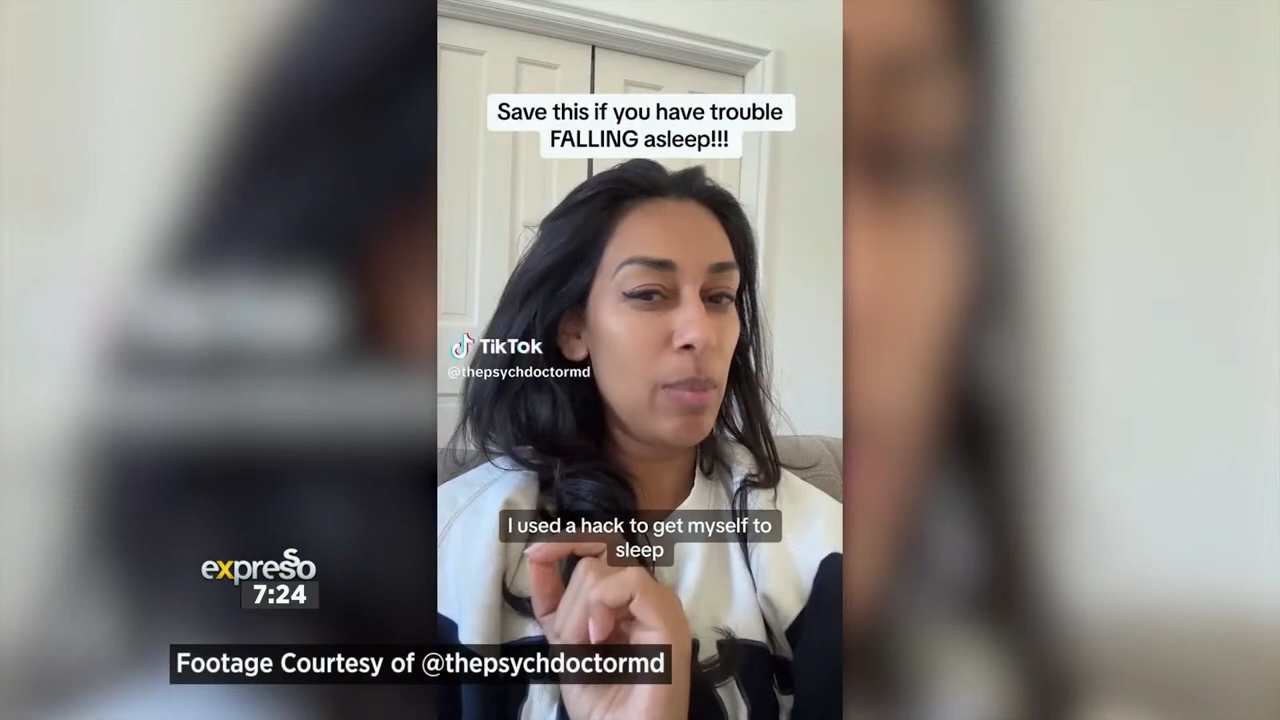 Save this if you have trouble
FALLING asleep!!!
TikTok
@thepsychdoctormd
I used a hack to get myself to
sleep
expresso
7:24
Footage Courtesy of @thepsychdoctormd